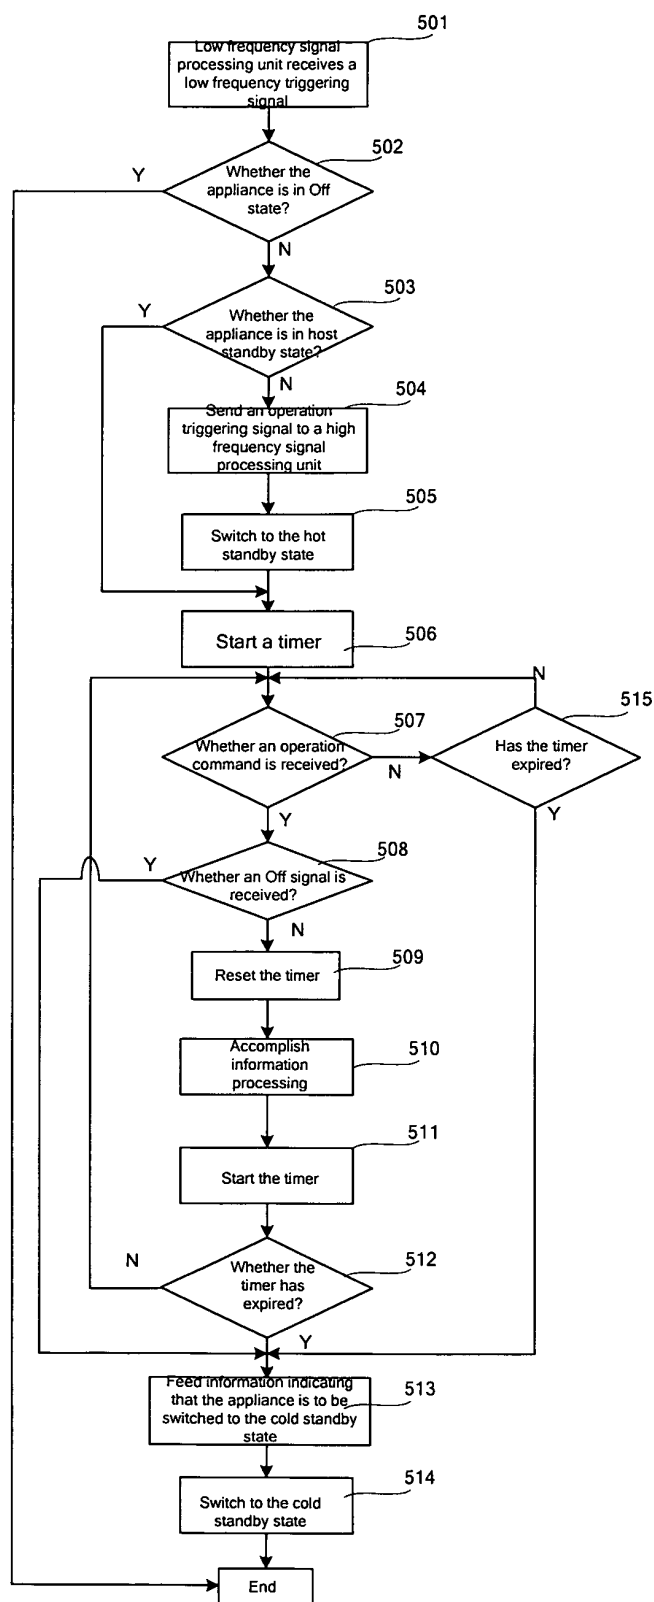 501
Low frequency signal
processing unit receives a
low frequency triggering
signal
502
Y
Whether the
appliance is in Off
state?
N
503
Y
Whether the
appliance is in host
standby state?
N
504
Send an operation
triggering signal to a high
frequency signal
processing unit
505
Switch to the hot
standby state
Start a timer
506
N
515
507
Whether an operation
command is received?
N
Has the timer
expired?
Y
Y
508
Y
Whether an Off signal is
received?
N
509
Reset the timer
Accomplish
information
processing
510
511
Start the timer
N
512
Whether the
timer has
expired?
Y
Feed information indicating
that the appliance is to be
switched to the cold standby
state
513
514
Switch to the cold
standby state
End